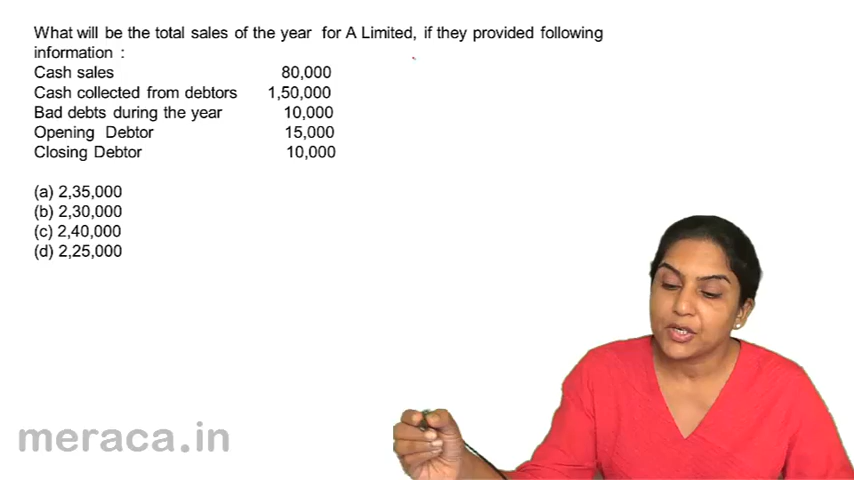 What will be the total sales of the year for A Limited, if they provided following
information :
Cash sales 80,000
Cash collected from debtors 1,50,000
Bad debts during the year 10,000
Opening Debtor 15,000
Closing Debtor 10,000
(a) 2,35,000
(b) 2,30,000
(c) 2,40,000
(d) 2,25,000
meraca.in